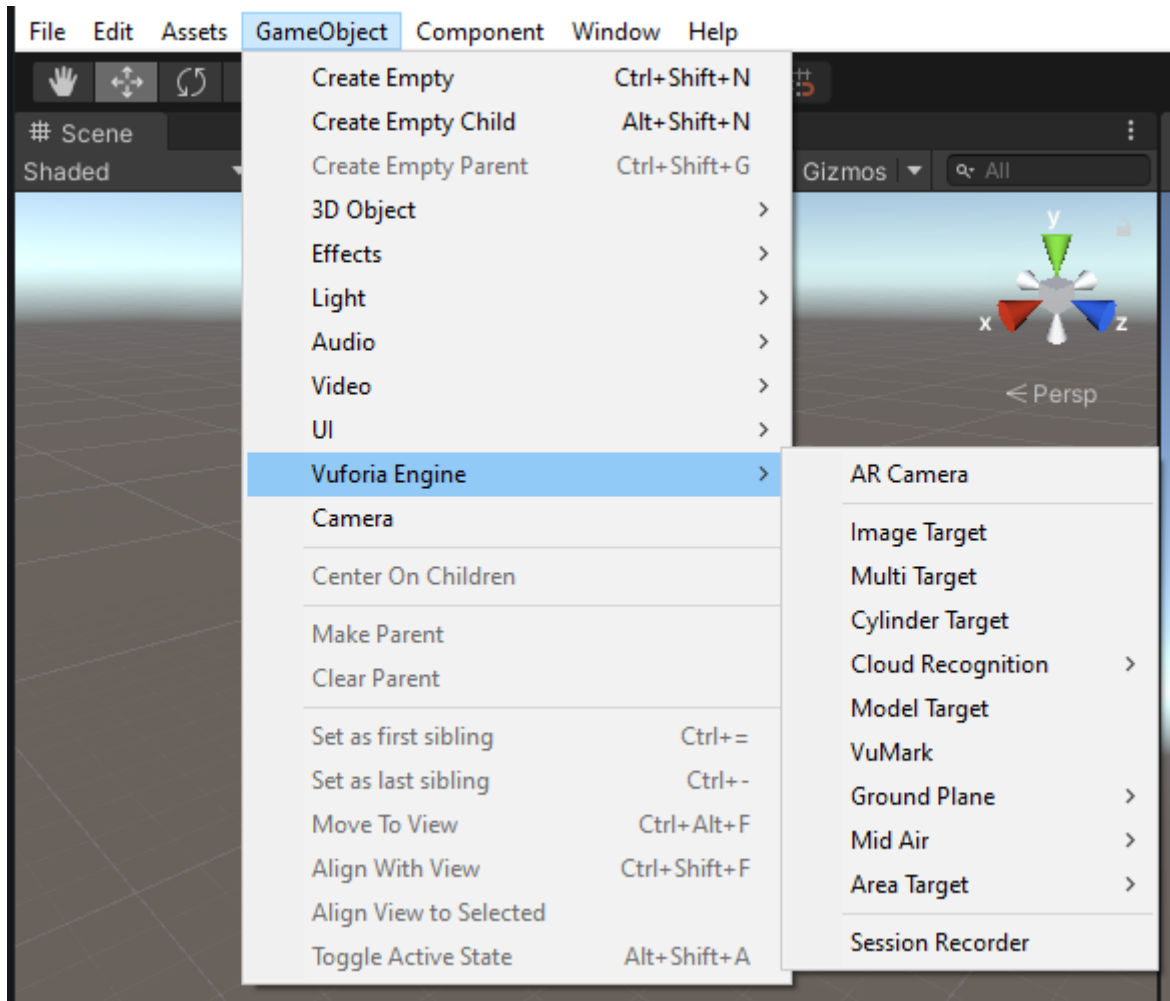 File Edit Assets GameObject Component Window Help
# Scene
Shaded
Gizmos
All
y
x
z
Persp
Create Empty Ctrl+Shift+N
Create Empty Child Alt+Shift+N
Create Empty Parent Ctrl+Shift+G
3D Object
Effects
Light
Audio
Video
UI
Vuforia Engine
Camera
Center On Children
Make Parent
Clear Parent
Set as first sibling Ctrl+=
Set as last sibling Ctrl+-
Move To View Ctrl+Alt+F
Align With View Ctrl+Shift+F
Align View to Selected
Toggle Active State Alt+Shift+A
AR Camera
Image Target
Multi Target
Cylinder Target
Cloud Recognition
Model Target
VuMark
Ground Plane
Mid Air
Area Target
Session Recorder